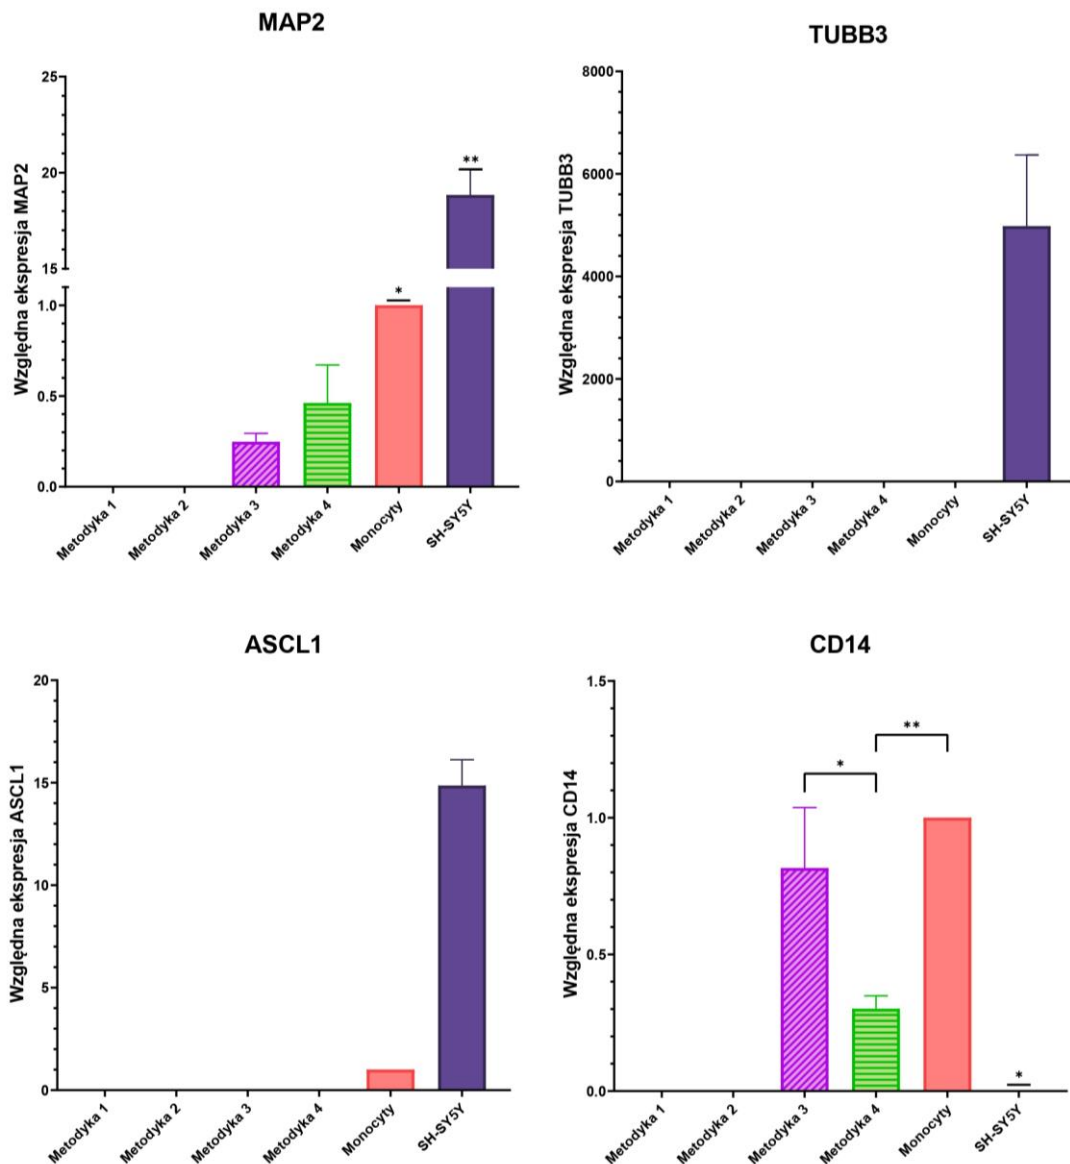 MAP2
Względna ekspresja MAP2
25
20
15
1.0
0.5
0.0
**
*
Metodyka 1
Metodyka 2
Metodyka 3
Metodyka 4
Monocyty
SH-SY5Y
TUBB3
Względna ekspresja TUBB3
8000
6000
4000
2000
0
Metodyka 1
Metodyka 2
Metodyka 3
Metodyka 4
Monocyty
SH-SY5Y
ASCL1
Względna ekspresja ASCL1
20
15
10
5
0
Metodyka 1
Metodyka 2
Metodyka 3
Metodyka 4
Monocyty
SH-SY5Y
CD14
Względna ekspresja CD14
1.5
1.0
0.5
0.0
**
*
*
Metodyka 1
Metodyka 2
Metodyka 3
Metodyka 4
Monocyty
SH-SY5Y